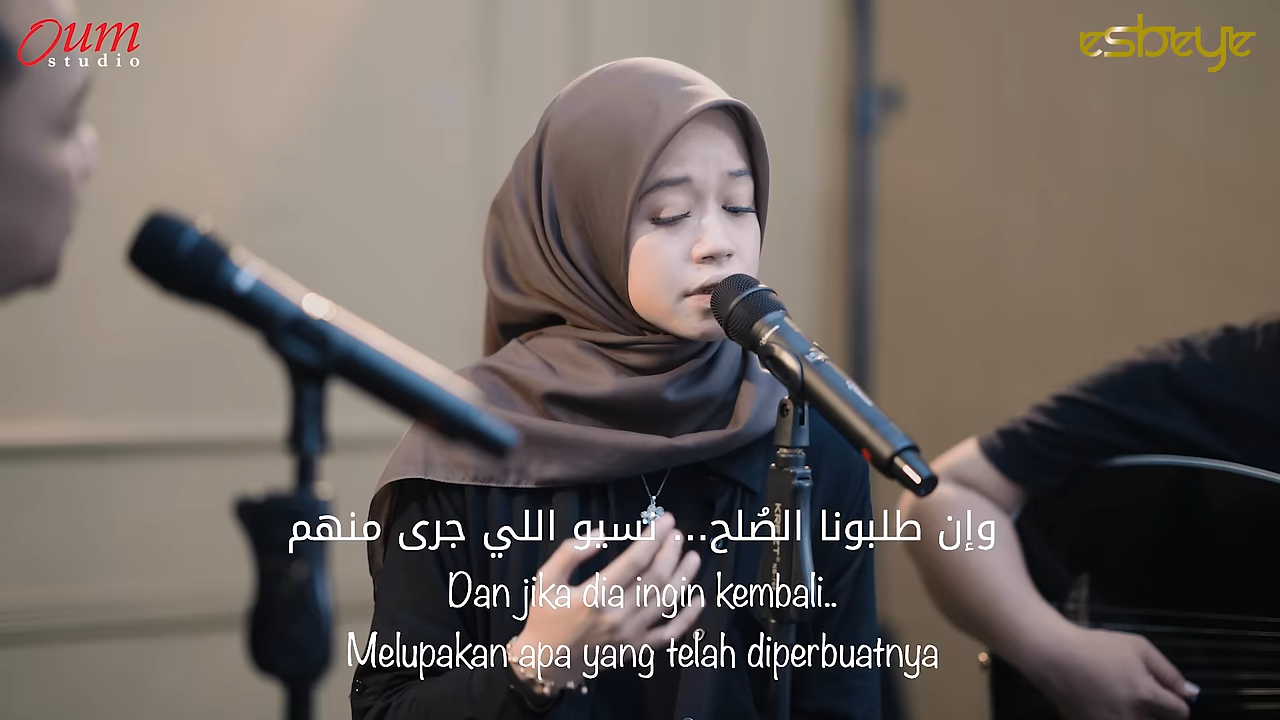 Oum
studio
esbeye
وإن طلبونا الصُلح... نسيو اللي جرى منهم
Dan jika dia ingin kembali..
Melupakan apa yang telah diperbuatnya